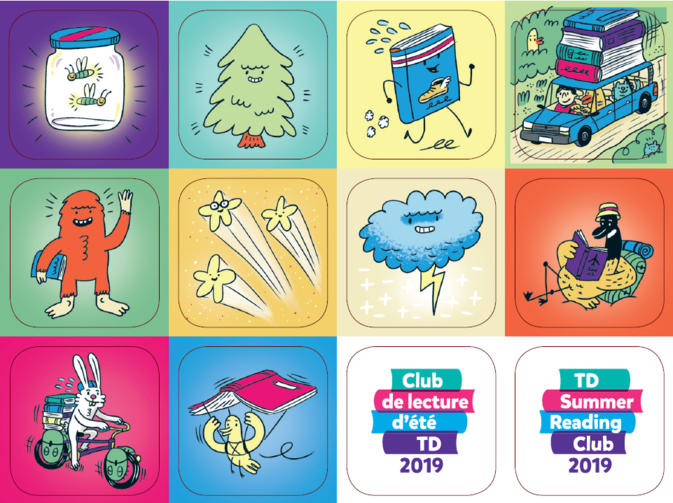 Club
de lecture
d'été
TD
2019
TD
Summer
Reading
Club
2019